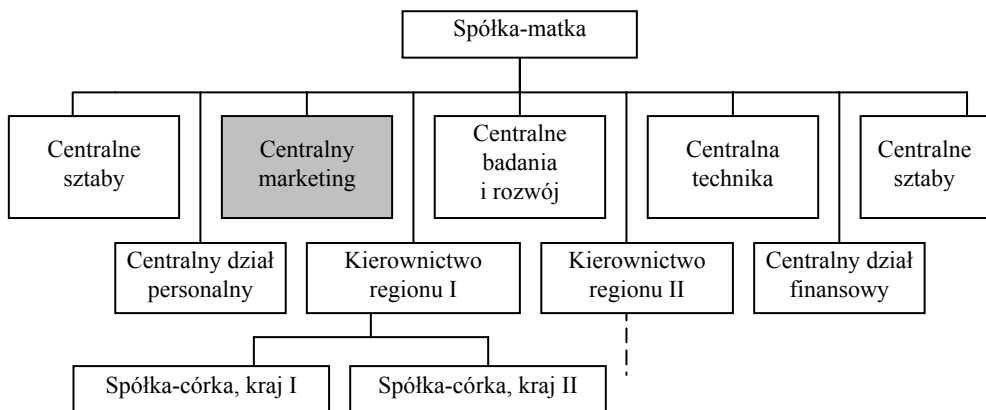 Spółka-matka
Centralne
sztaby
Centralny
marketing
Centralne
badania
i rozwój
Centralna
technika
Centralne
sztaby
Centralny dział
personalny
Kierownictwo
regionu I
Kierownictwo
regionu II
Centralny dział
finansowy
Spółka-córka, kraj I
Spółka-córka, kraj II